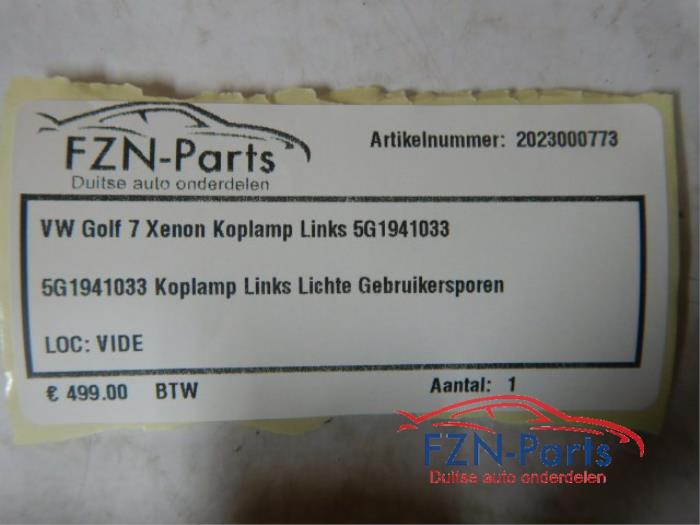 FZN-Parts
Duitse auto onderdelen
Artikelnummer: 2023000773
VW Golf 7 Xenon Koplamp Links 5G1941033
5G1941033 Koplamp Links Lichte Gebruikersporen
LOC: VIDE
€ 499.00 BTW
Aantal: 1
FZN-Parts
Duitse auto onderdelen